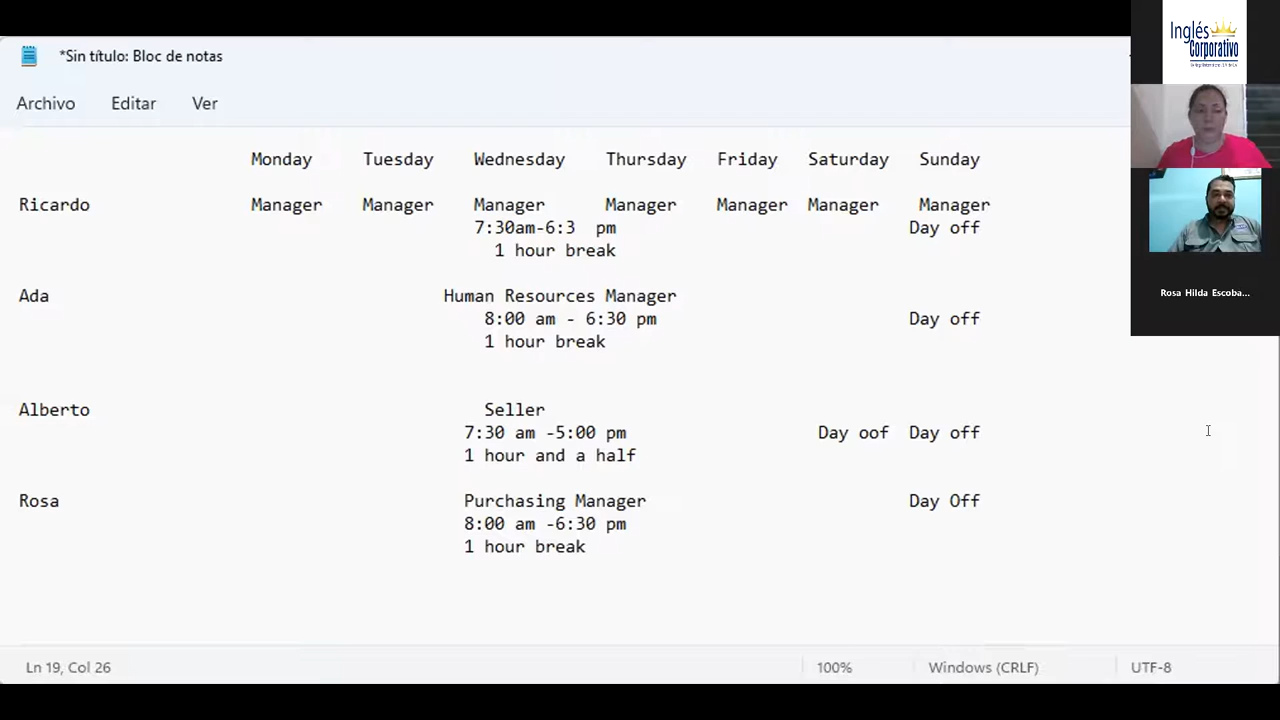 *Sin título: Bloc de notas
Archivo Editar Ver
Monday Tuesday Wednesday Thursday Friday Saturday Sunday
Ricardo Manager Manager Manager Manager Manager Manager Manager
7:30am-6:3 pm Day off
1 hour break
Ada Human Resources Manager
8:00 am - 6:30 pm Day off
1 hour break
Alberto Seller
7:30 am -5:00 pm Day oof Day off
1 hour and a half
Rosa Purchasing Manager Day Off
8:00 am -6:30 pm
1 hour break
Ln 19, Col 26 100% Windows (CRLF) UTF-8
Inglés
Corporativo
Rosa Hilda Escoba...